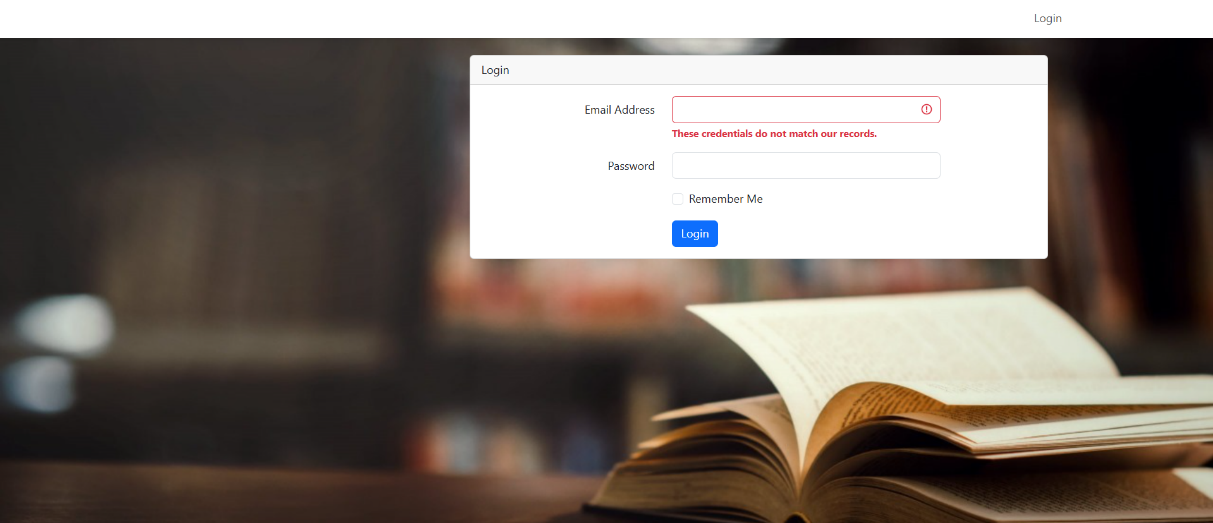 Login
Login
Email Address
These credentials do not match our records.
Password
Remember Me
Login